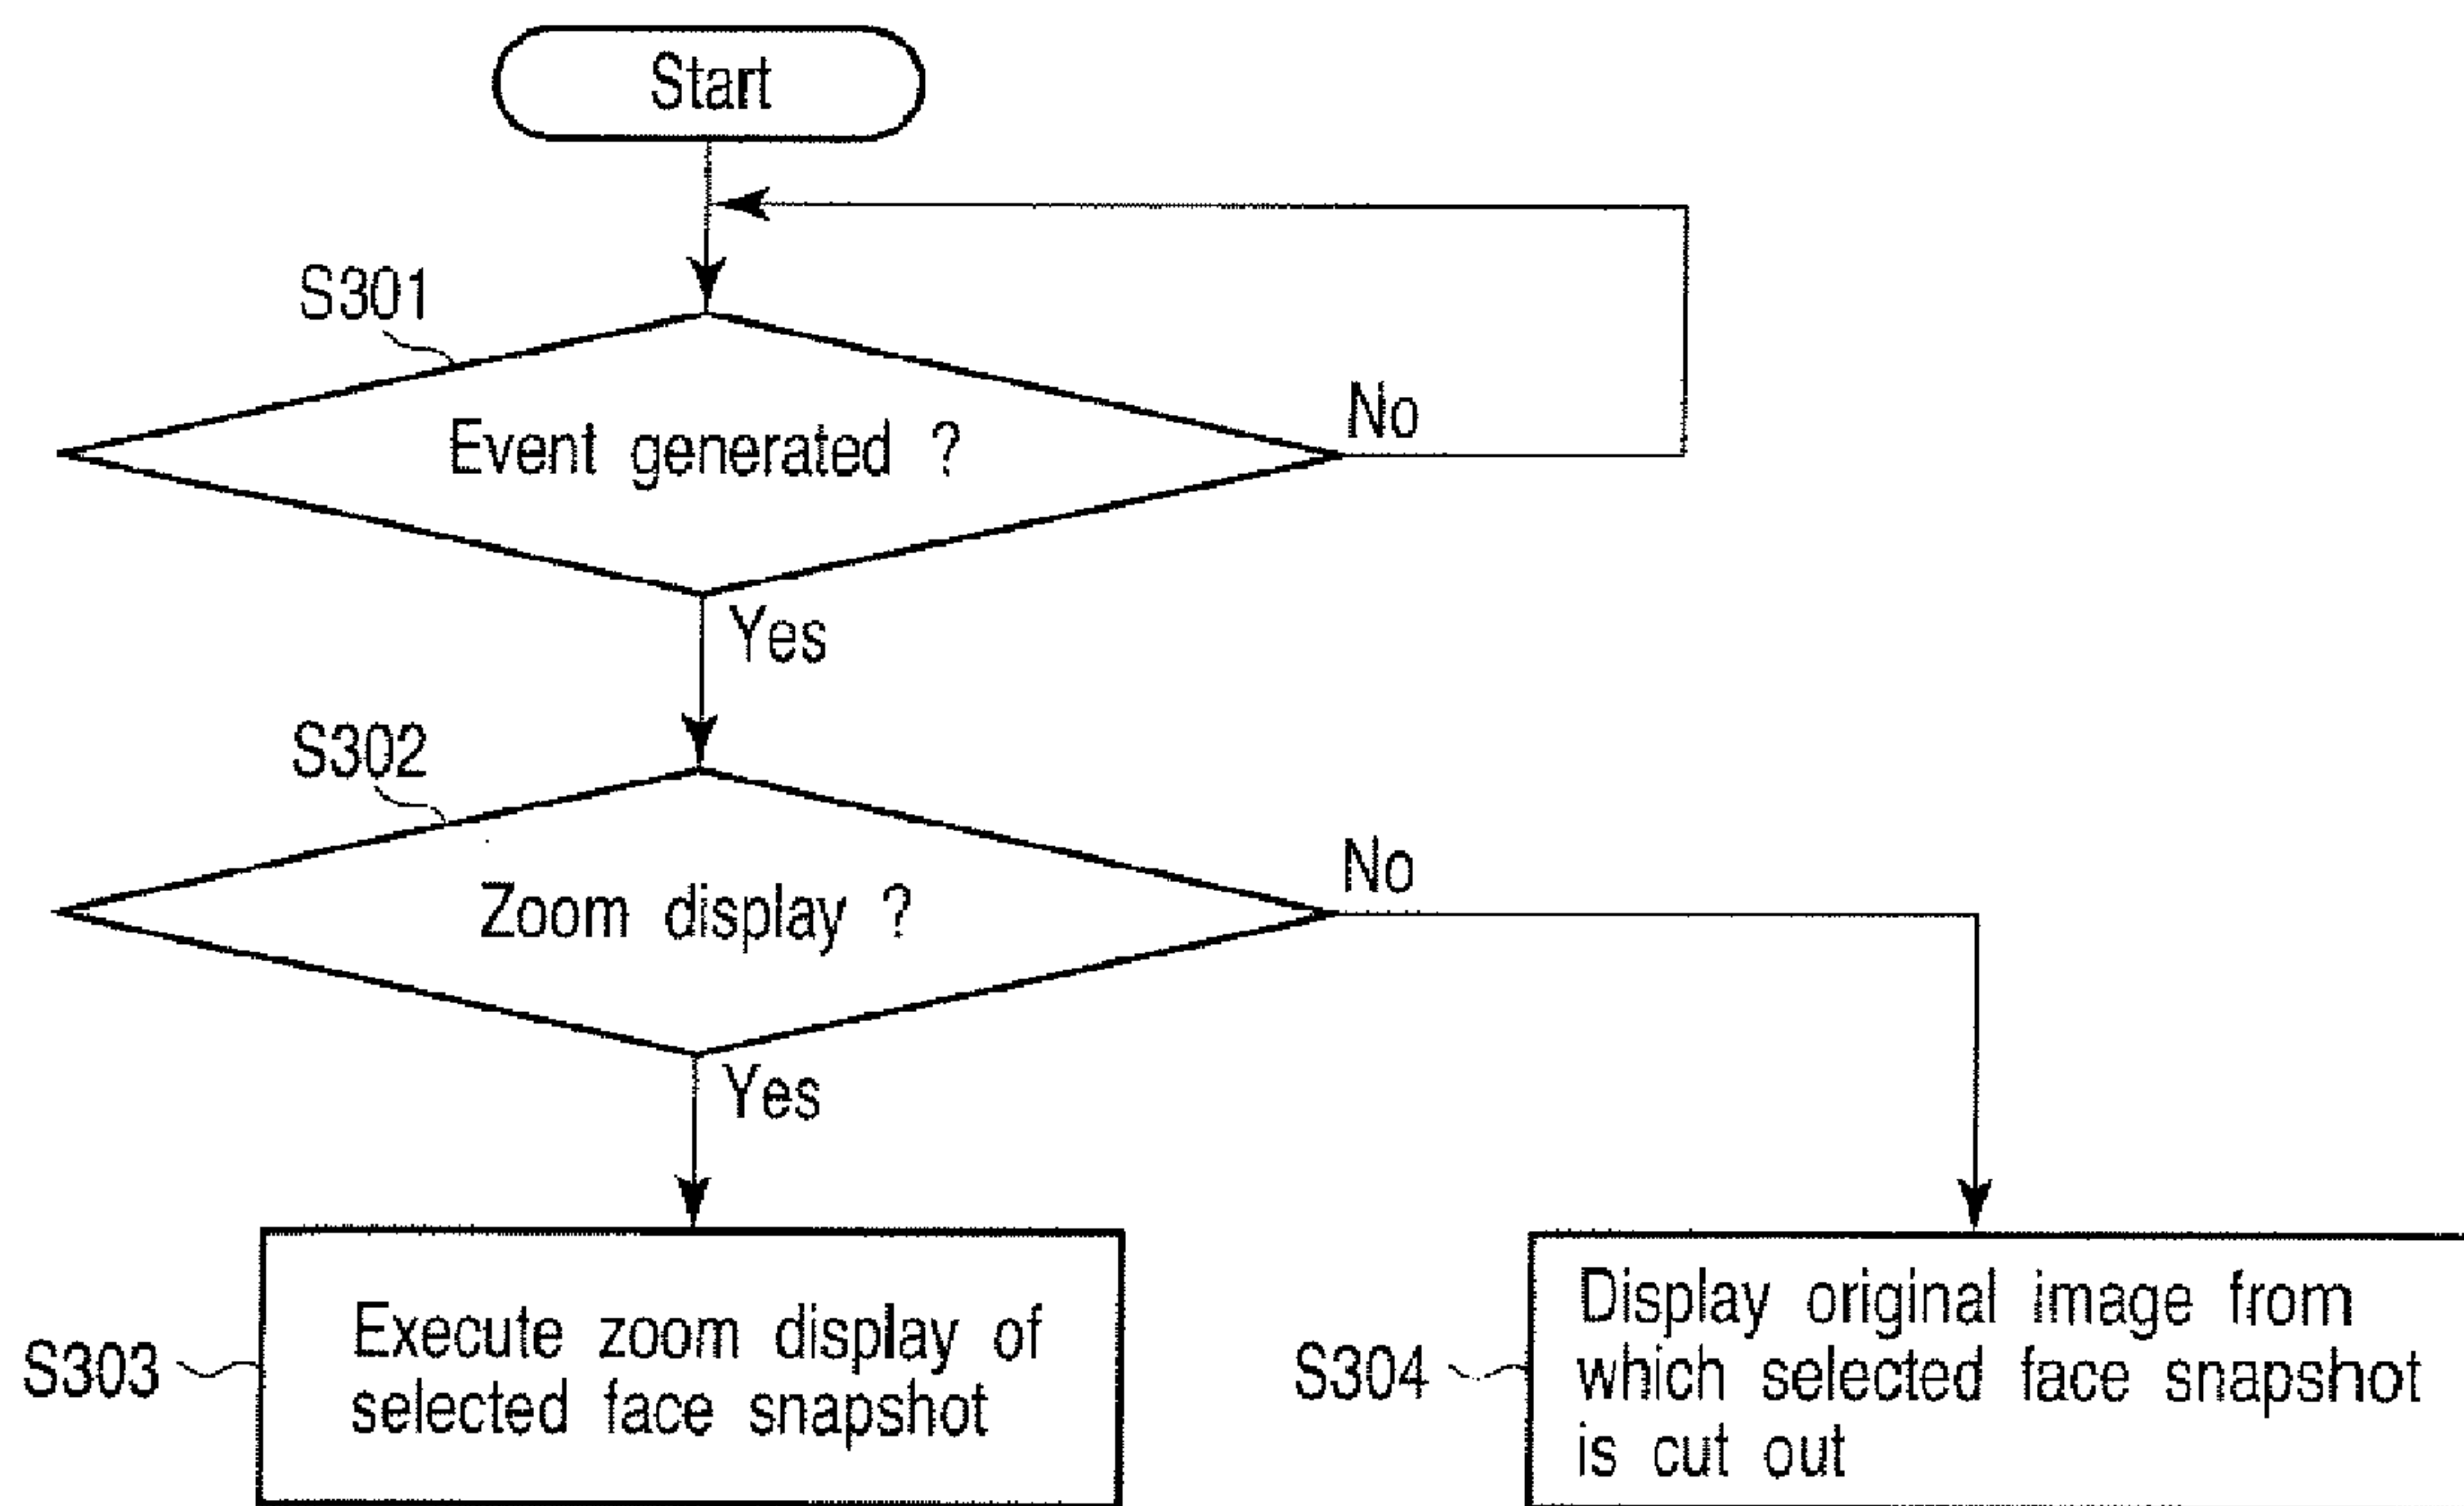 Start
S301
Event generated ?
No
Yes
S302
Zoom display ?
No
Yes
S303
Execute zoom display of
selected face snapshot
S304
Display original image from
which selected face snapshot
is cut out